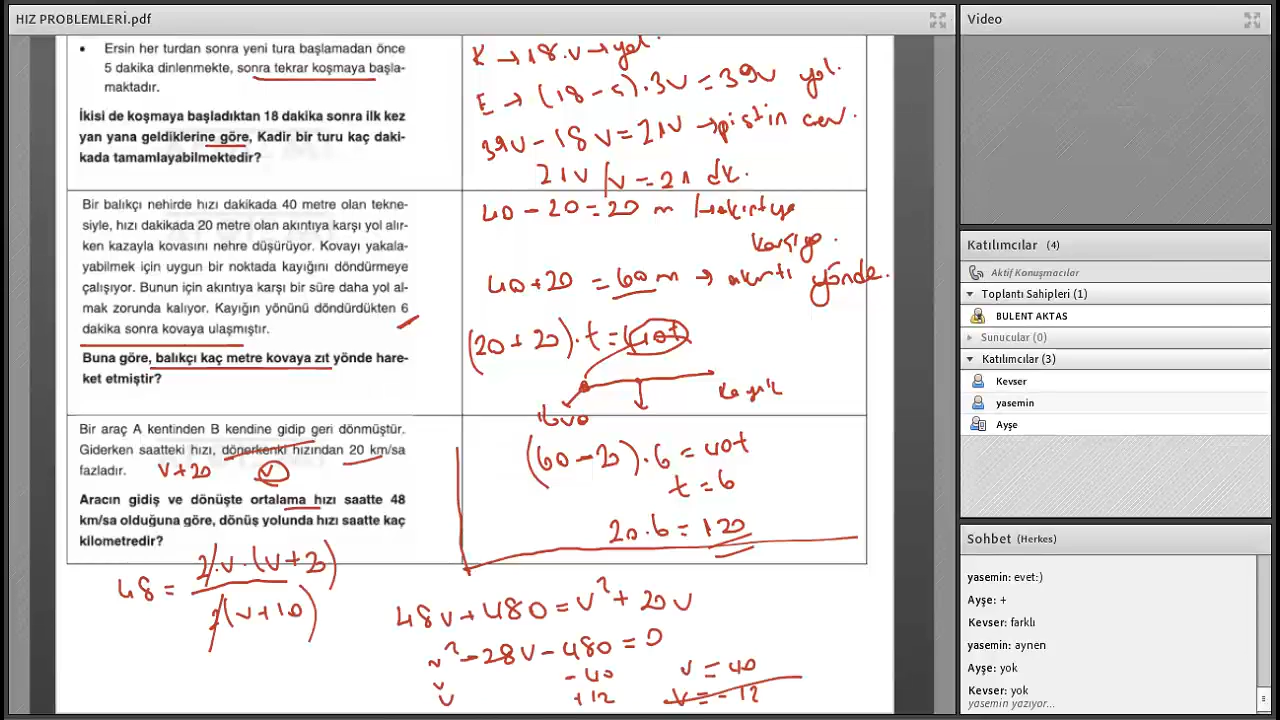 HIZ PROBLEMLERİ.pdf
• Ersin her turdan sonra yeni tura başlamadan önce
5 dakika dinlenmekte, sonra tekrar koşmaya başla-
maktadır.
İkisi de koşmaya başladıktan 18 dakika sonra ilk kez
yan yana geldiklerine göre, Kadir bir turu kaç daki-
kada tamamlayabilmektedir?
K → 18.v → yol
E → (18 - 5).3v = 39v yol.
39v - 18v = 21v → pistin çev.
21v / v = 21 dk.
Bir balıkçı nehirde hızı dakikada 40 metre olan tekne-
siyle, hızı dakikada 20 metre olan akıntıya karşı yol alır-
ken kazayla kovasını nehre düşürüyor. Kovayı yakala-
yabilmek için uygun bir noktada kayığını döndürmeye
çalışıyor. Bunun için akıntıya karşı bir süre daha yol al-
mak zorunda kalıyor. Kayığın yönünü döndürdükten 6
dakika sonra kovaya ulaşmıştır.
Buna göre, balıkçı kaç metre kovaya zıt yönde hare-
ket etmiştir?
40 - 20 = 20 m akıntıya
karşı
40 + 20 = 60 m → akıntı yönde.
(20 + 20).t = 40t
kayık
kova
(60 - 20).6 = 40t
t = 6
20.6 = 120
Bir araç A kentinden B kendine gidip geri dönmüştür.
Giderken saatteki hızı, dönerkenki hızından 20 km/sa
fazladır.
v+20 v
Aracın gidiş ve dönüşte ortalama hızı saatte 48
km/sa olduğuna göre, dönüş yolunda hızı saatte kaç
kilometredir?
48 = 2.v.(v+20)
2(v+10)
48v + 480 = v² + 20v
v² - 28v - 480 = 0
v - 40
v + 12
v = 40
v = -12
Video
Katılımcılar (4)
Aktif Konuşmacılar
Toplantı Sahipleri (1)
BULENT AKTAS
Sunucular (0)
Katılımcılar (3)
Kevser
yasemin
Ayşe
Sohbet (Herkes)
yasemin: evet:)
Ayşe: +
Kevser: farklı
yasemin: aynen
Ayşe: yok
Kevser: yok
yasemin yazıyor...